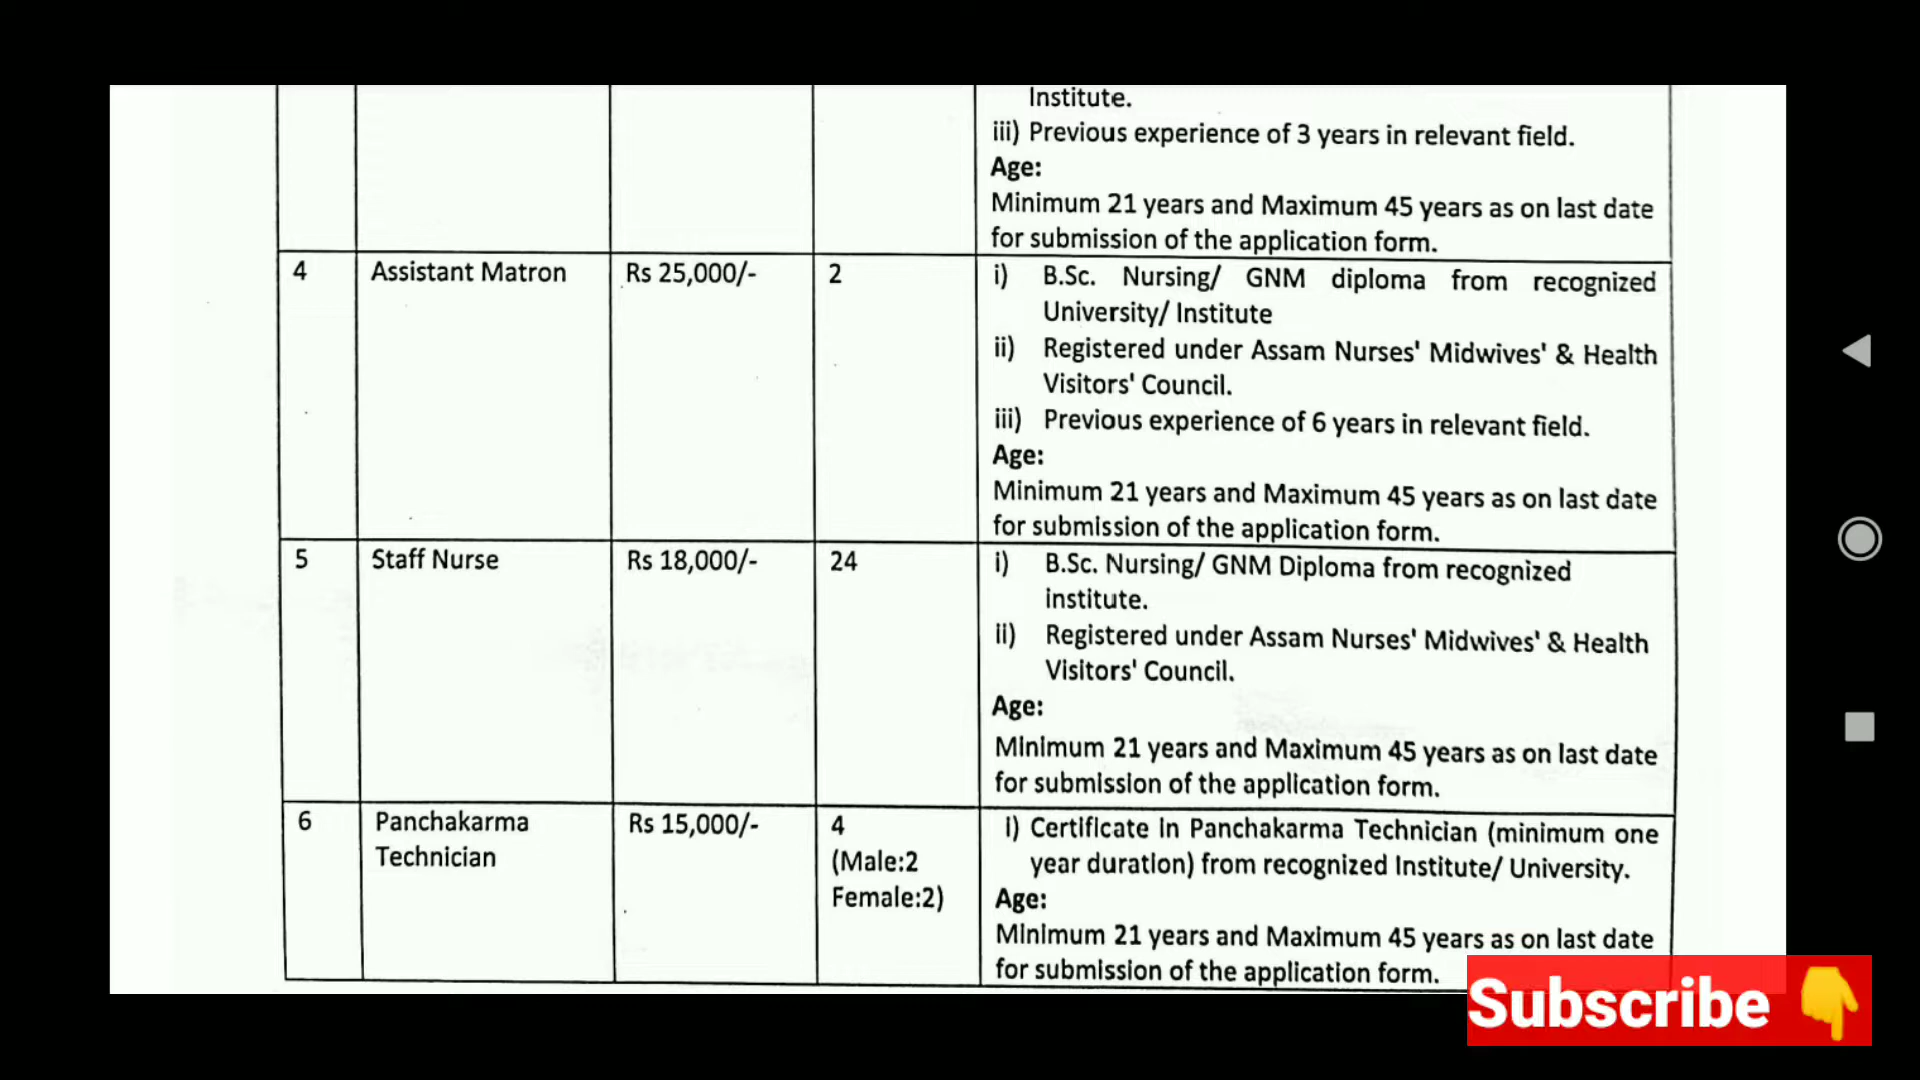 Institute.
iii) Previous experience of 3 years in relevant field.
Age:
Minimum 21 years and Maximum 45 years as on last date
for submission of the application form.
4 Assistant Matron Rs 25,000/- 2
i) B.Sc. Nursing/ GNM diploma from recognized
University/ Institute
ii) Registered under Assam Nurses' Midwives' & Health
Visitors' Council.
iii) Previous experience of 6 years in relevant field.
Age:
Minimum 21 years and Maximum 45 years as on last date
for submission of the application form.
5 Staff Nurse Rs 18,000/- 24
i) B.Sc. Nursing/ GNM Diploma from recognized
institute.
ii) Registered under Assam Nurses' Midwives' & Health
Visitors' Council.
Age:
Minimum 21 years and Maximum 45 years as on last date
for submission of the application form.
6 Panchakarma
Technician
Rs 15,000/-
4
(Male:2
Female:2)
i) Certificate in Panchakarma Technician (minimum one
year duration) from recognized Institute/ University.
Age:
Minimum 21 years and Maximum 45 years as on last date
for submission of the application form.
Subscribe